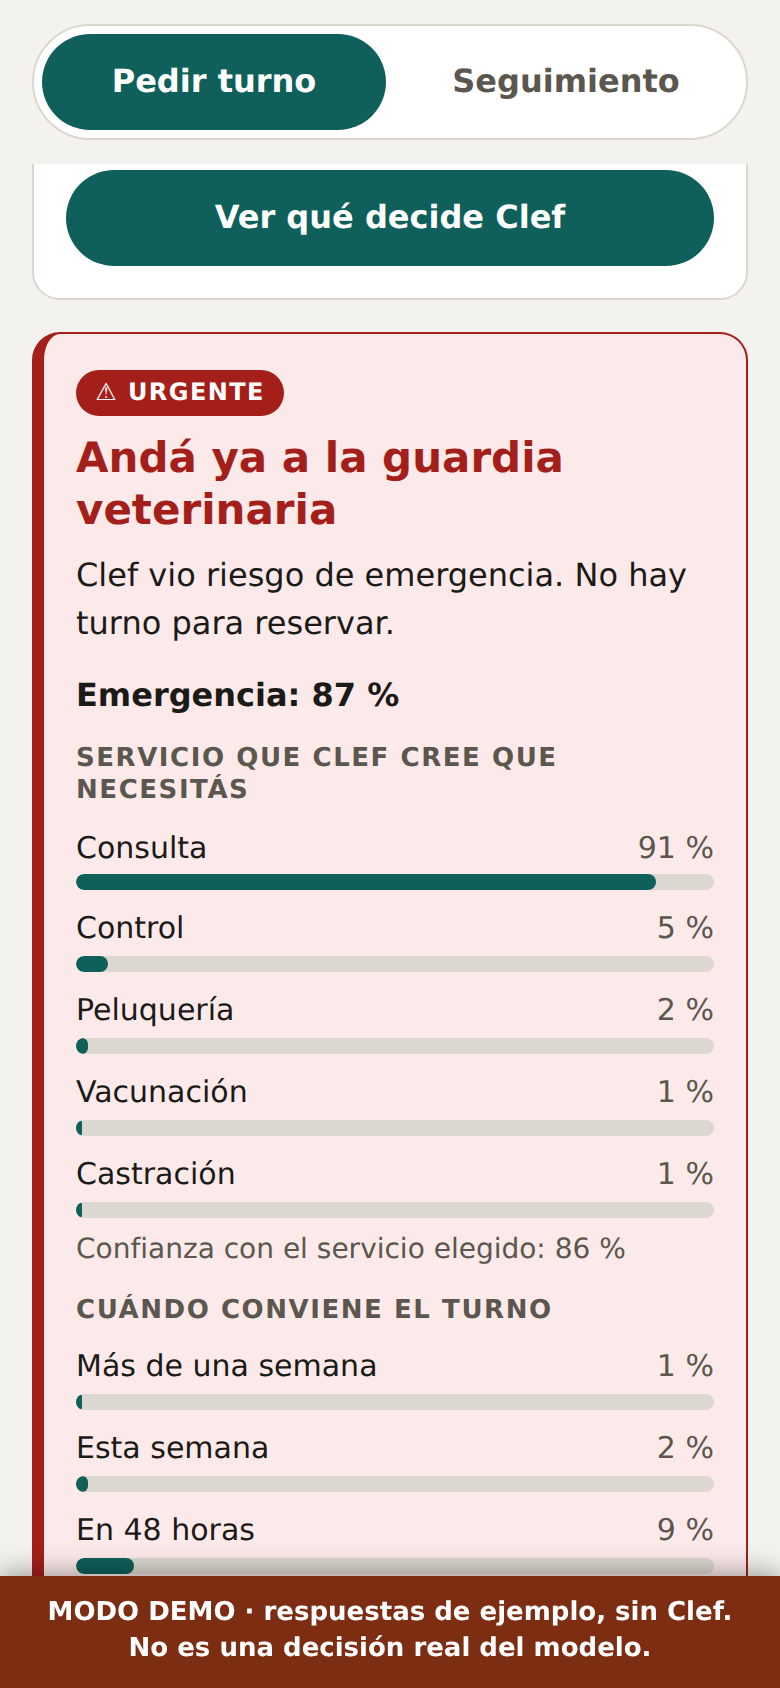 Pedir turno
Seguimiento
Ver qué decide Clef
⚠ URGENTE
Andá ya a la guardia
veterinaria
Clef vio riesgo de emergencia. No hay
turno para reservar.
Emergencia: 87 %
SERVICIO QUE CLEF CREE QUE
NECESITÁS
Consulta 91 %
Control 5 %
Peluquería 2 %
Vacunación 1 %
Castración 1 %
Confianza con el servicio elegido: 86 %
CUÁNDO CONVIENE EL TURNO
Más de una semana 1 %
Esta semana 2 %
En 48 horas 9 %
MODO DEMO · respuestas de ejemplo, sin Clef.
No es una decisión real del modelo.